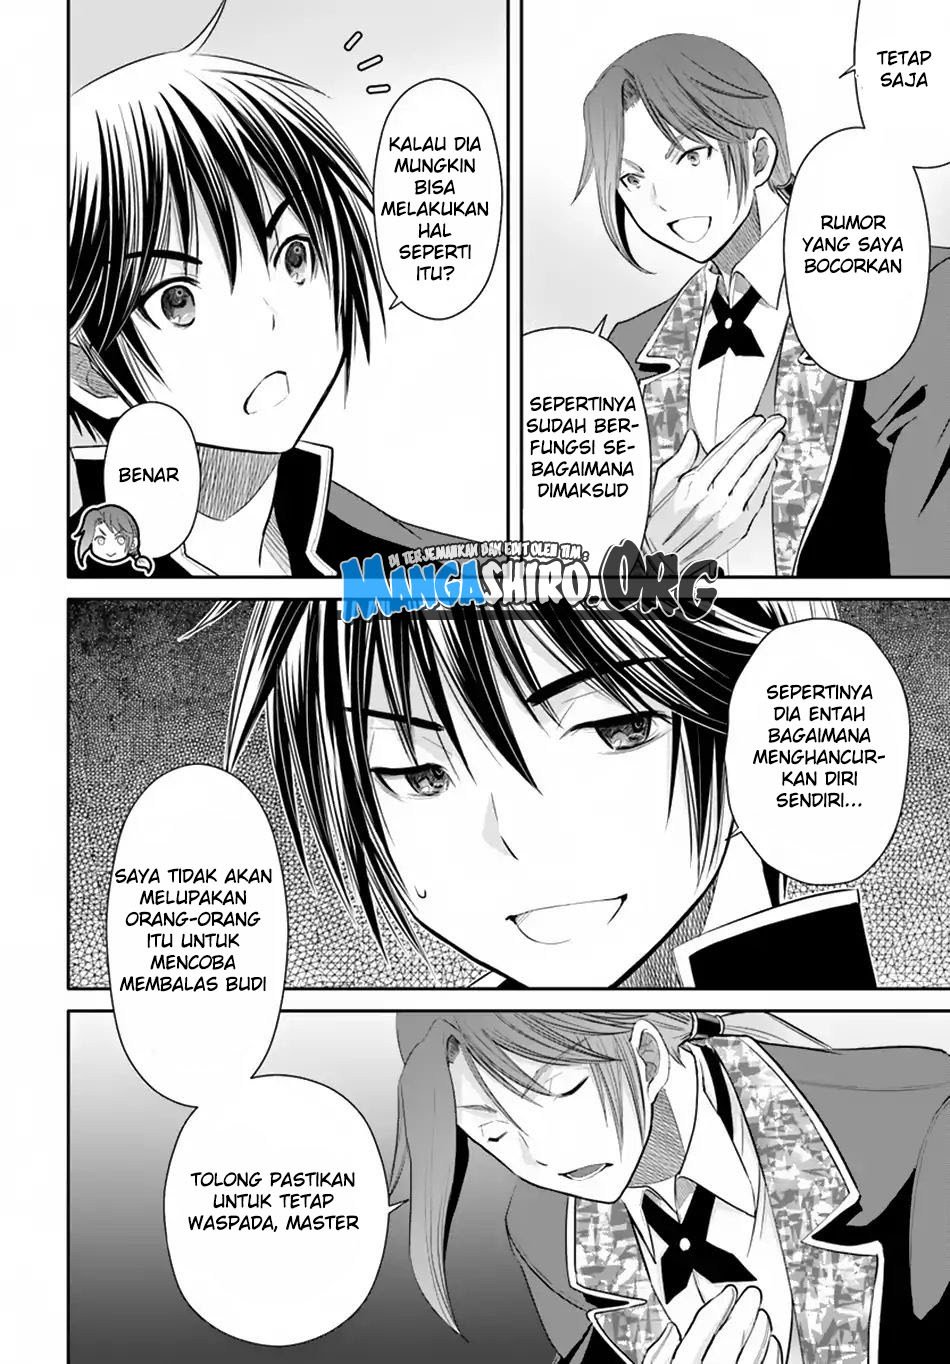 TETAP
SAJA
RUMOR
YANG SAYA
BOCORKAN
SEPERTINYA
SUDAH BER-
FUNGSI SE-
BAGAIMANA
DIMAKSUD
KALAU DIA
MUNGKIN
BISA
MELAKUKAN
HAL
SEPERTI
ITU?
BENAR
DI TERJEMAHKAN DAN EDIT OLEH TIM :
MANGASHIRO.ORG
SEPERTINYA
DIA ENTAH
BAGAIMANA
MENGHANCUR-
KAN DIRI
SENDIRI...
SAYA TIDAK AKAN
MELUPAKAN
ORANG-ORANG
ITU UNTUK
MENCOBA
MEMBALAS BUDI
TOLONG PASTIKAN
UNTUK TETAP
WASPADA, MASTER